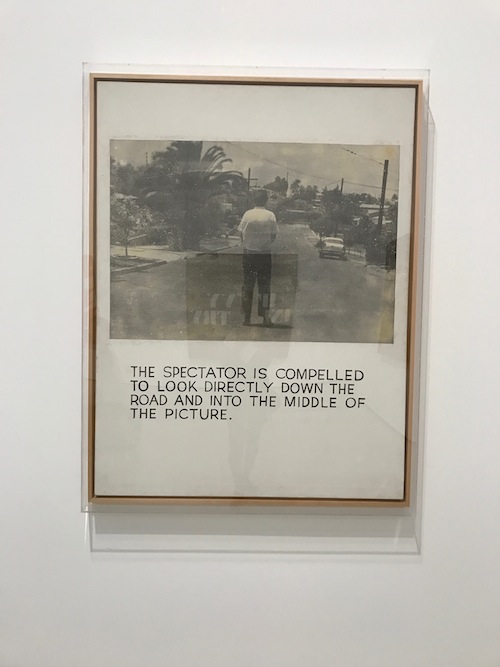 THE SPECTATOR IS COMPELLED
TO LOOK DIRECTLY DOWN THE
ROAD AND INTO THE MIDDLE OF
THE PICTURE.